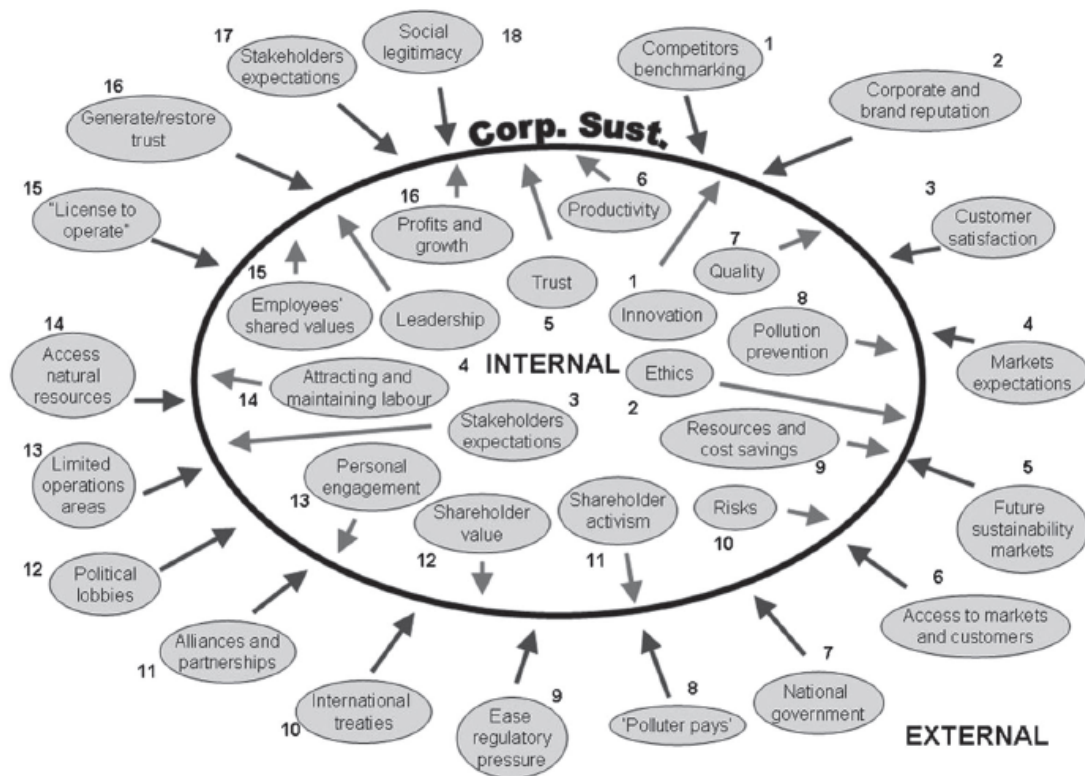 17
Stakeholders
expectations
Social
legitimacy
18
Competitors
benchmarking
1
2
Corporate and
brand reputation
16
Generate/restore
trust
Corp. Sust.
15
"License to
operate"
3
Customer
satisfaction
16
Profits and
growth
6
Productivity
7
Quality
15
Employees'
shared values
Leadership
Trust
5
1
Innovation
8
Pollution
prevention
14
Access
natural
resources
4
Markets
expectations
4
INTERNAL
Attracting and
maintaining labour
14
Ethics
2
3
Stakeholders
expectations
Resources and
cost savings
9
13
Limited
operations
areas
Personal
engagement
13
5
Future
sustainability
markets
Shareholder
value
12
Shareholder
activism
11
Risks
10
12
Political
lobbies
6
Access to markets
and customers
Alliances and
partnerships
11
International
treaties
10
9
Ease
regulatory
pressure
8
'Polluter pays'
7
National
government
EXTERNAL